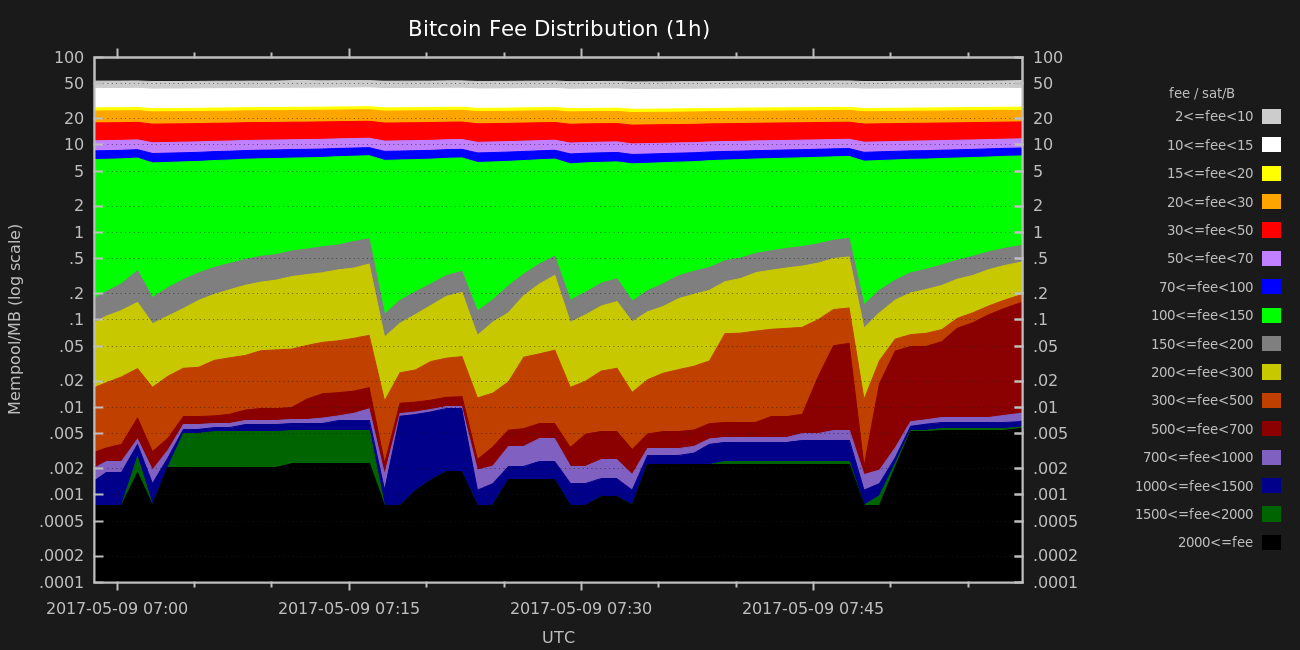 Bitcoin Fee Distribution (1h)
Mempool/MB (log scale)
100
50
20
10
5
2
1
.5
.2
.1
.05
.02
.01
.005
.002
.001
.0005
.0002
.0001
100
50
20
10
5
2
1
.5
.2
.1
.05
.02
.01
.005
.002
.001
.0005
.0002
.0001
2017-05-09 07:00
2017-05-09 07:15
2017-05-09 07:30
2017-05-09 07:45
UTC
fee / sat/B
2<=fee<10
10<=fee<15
15<=fee<20
20<=fee<30
30<=fee<50
50<=fee<70
70<=fee<100
100<=fee<150
150<=fee<200
200<=fee<300
300<=fee<500
500<=fee<700
700<=fee<1000
1000<=fee<1500
1500<=fee<2000
2000<=fee